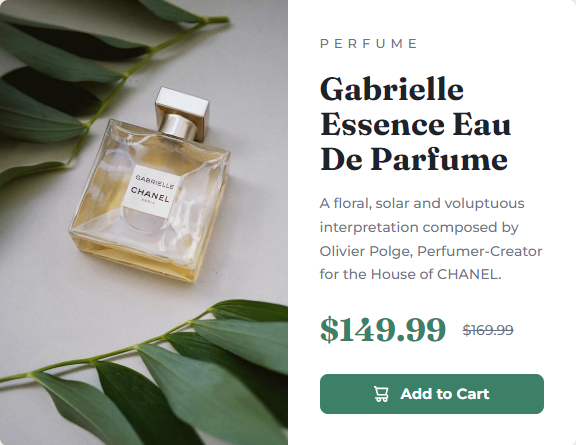 GABRIELLE
CHANEL
PARIS
PERFUME
Gabrielle
Essence Eau
De Parfume
A floral, solar and voluptuous
interpretation composed by
Olivier Polge, Perfumer-Creator
for the House of CHANEL.
$149.99 $169.99
Add to Cart